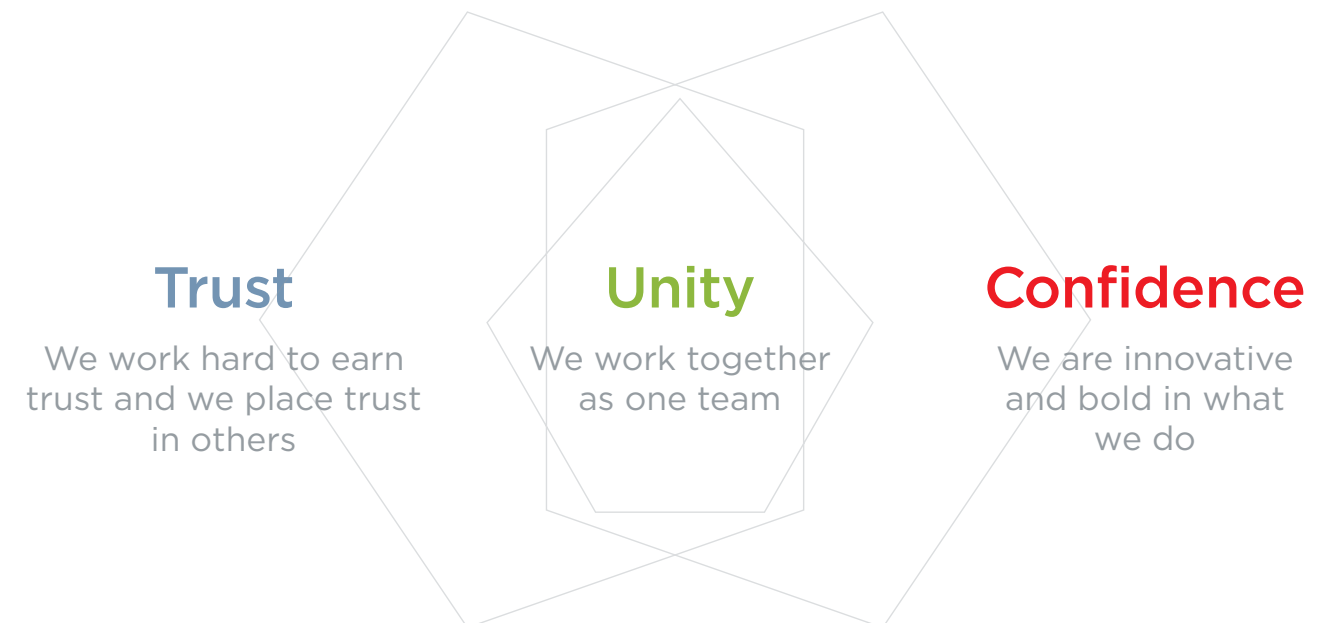 Trust
We work hard to earn
trust and we place trust
in others
Unity
We work together
as one team
Confidence
We are innovative
and bold in what
we do